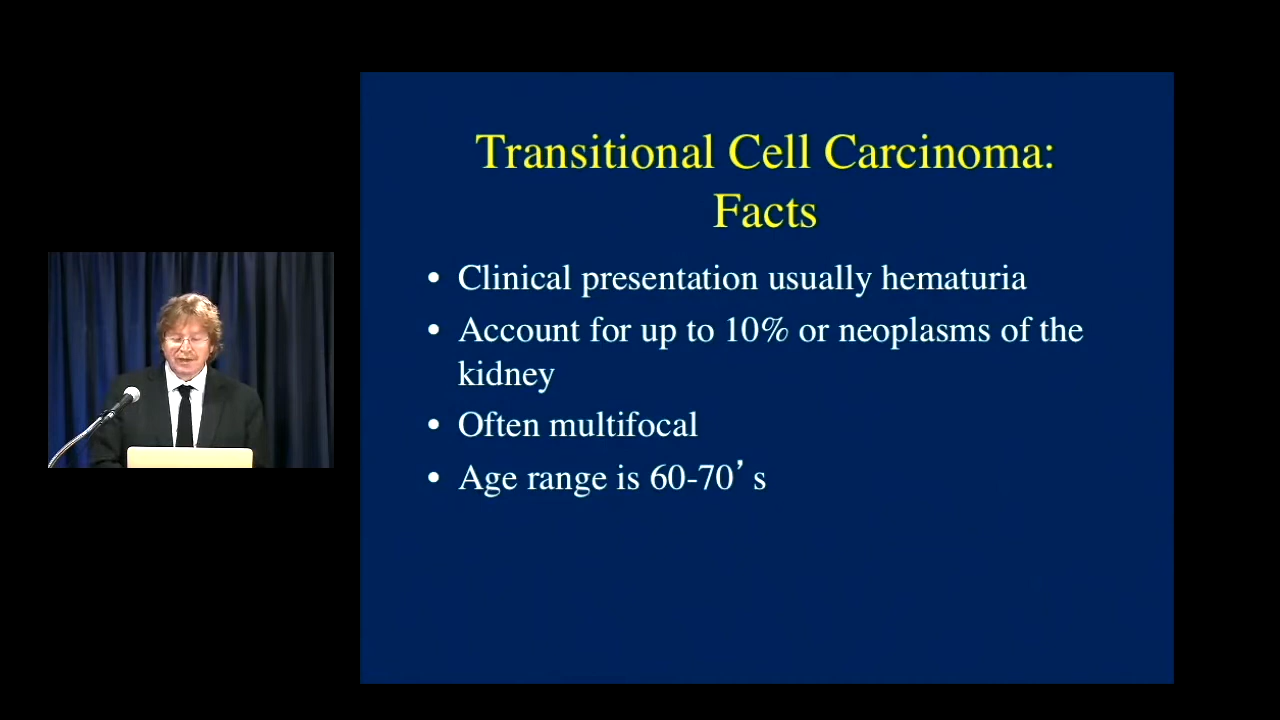 Transitional Cell Carcinoma:
Facts
• Clinical presentation usually hematuria
• Account for up to 10% or neoplasms of the
kidney
• Often multifocal
• Age range is 60-70’ s